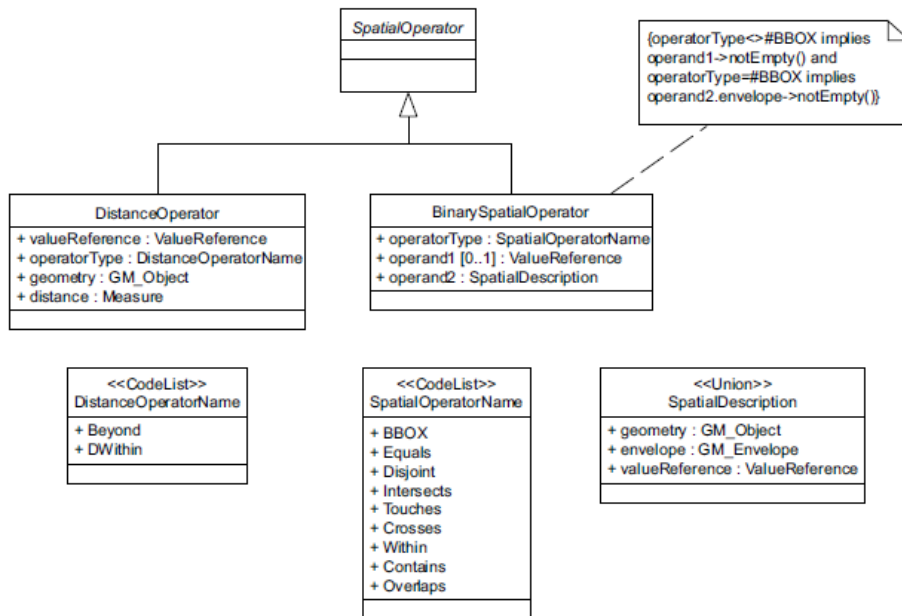 SpatialOperator
{operatorType<>#BBOX implies
operand1->notEmpty() and
operatorType=#BBOX implies
operand2.envelope->notEmpty()}
DistanceOperator
+ valueReference : ValueReference
+ operatorType : DistanceOperatorName
+ geometry : GM_Object
+ distance : Measure
BinarySpatialOperator
+ operatorType : SpatialOperatorName
+ operand1 [0..1] : ValueReference
+ operand2 : SpatialDescription
<<CodeList>>
DistanceOperatorName
+ Beyond
+ DWithin
<<CodeList>>
SpatialOperatorName
+ BBOX
+ Equals
+ Disjoint
+ Intersects
+ Touches
+ Crosses
+ Within
+ Contains
+ Overlaps
<<Union>>
SpatialDescription
+ geometry : GM_Object
+ envelope : GM_Envelope
+ valueReference : ValueReference